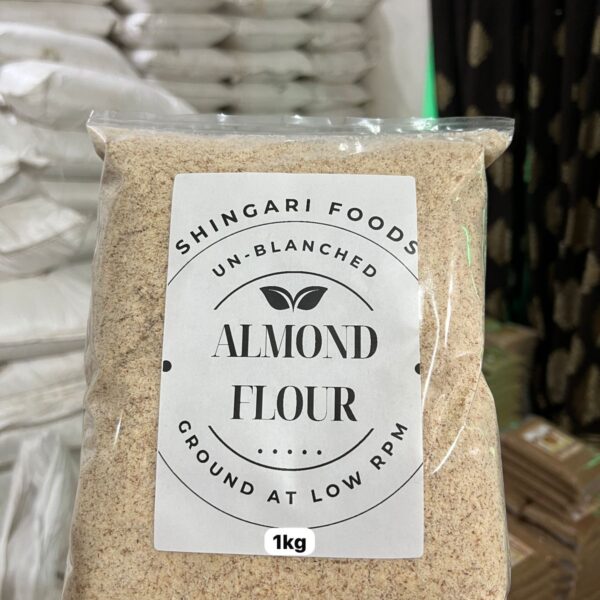 SHINGARI FOODS
UN-BLANCHED
ALMOND
FLOUR
GROUND AT LOW RPM
1kg